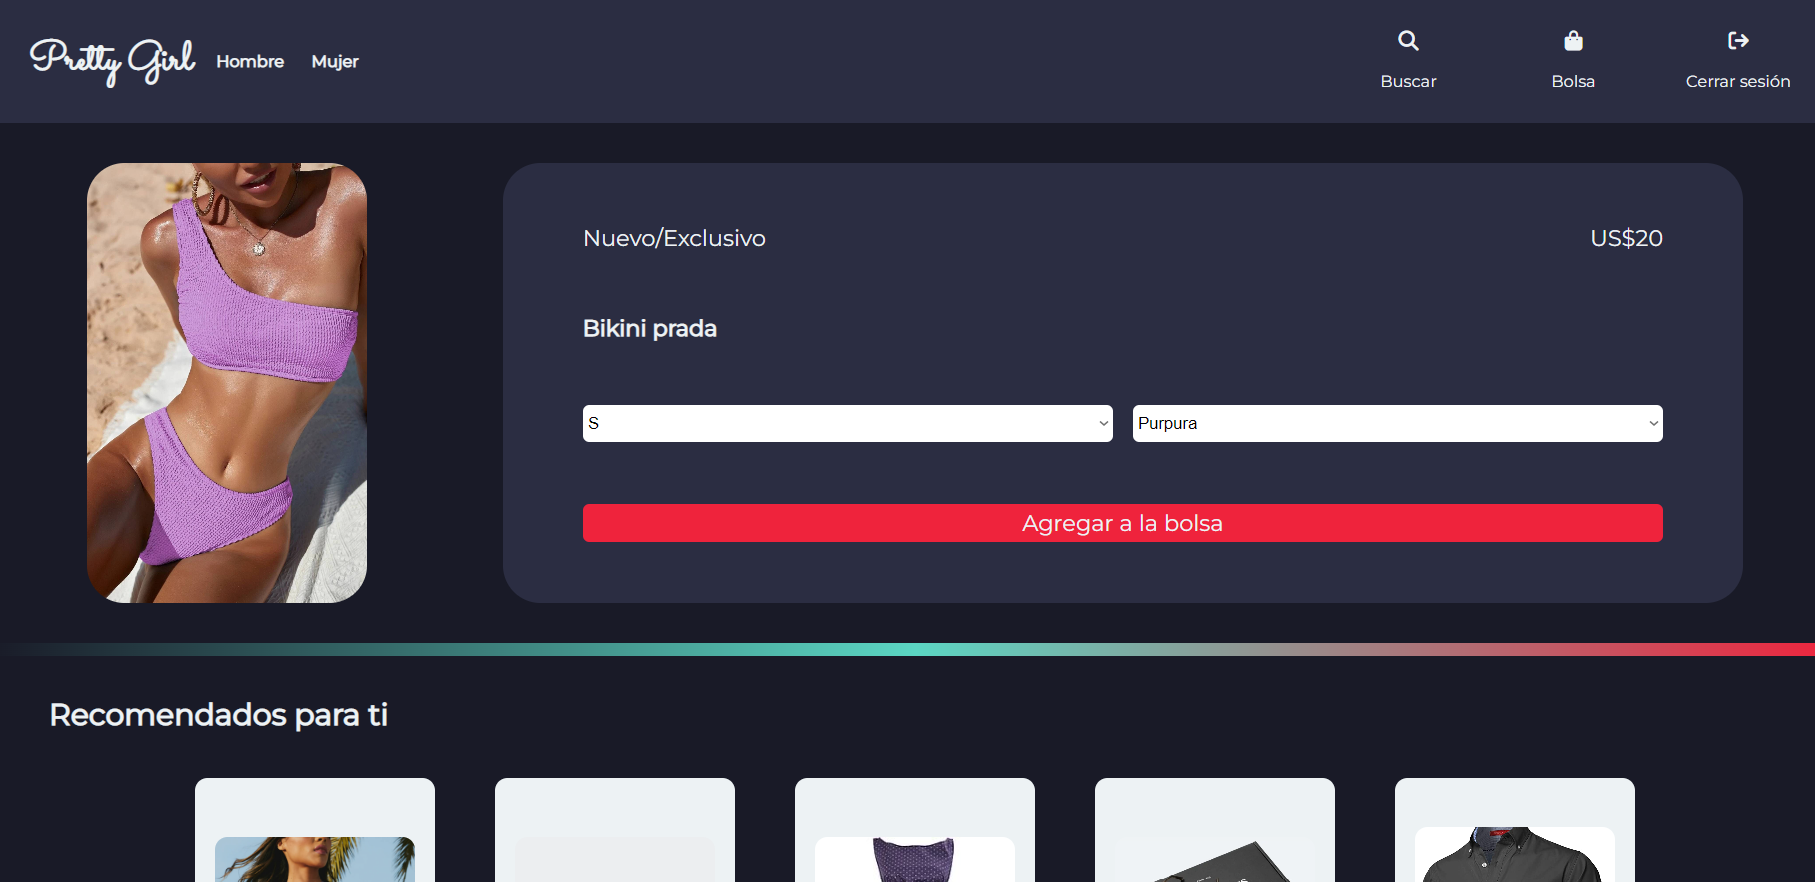 Pretty Girl
Hombre
Mujer
Buscar
Bolsa
Cerrar sesión
Nuevo/Exclusivo
US$20
Bikini prada
S
Purpura
Agregar a la bolsa
Recomendados para ti